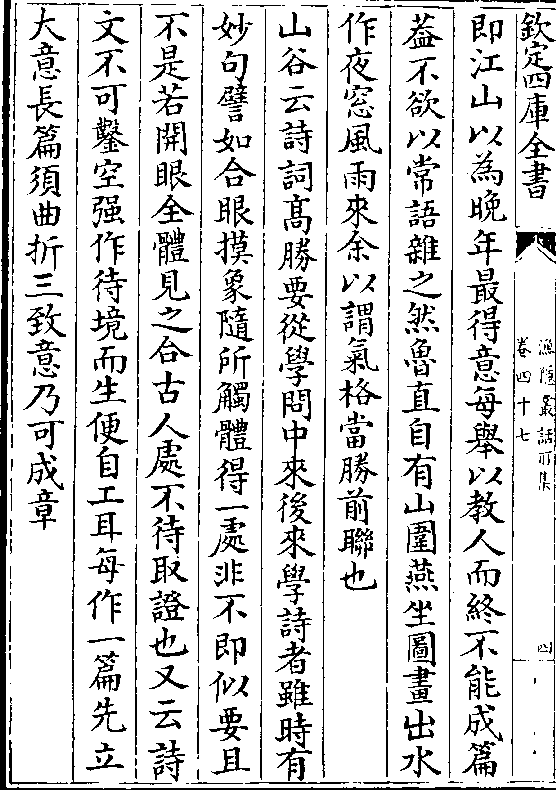 欽定四庫全書
漁隱叢話前集
卷四十七
四
即江山以為晚年最得意每舉以教人而終不能成篇
葢不欲以常語雜之然魯直自有山圍燕坐圖畫出水
作夜窓風雨來余以謂氣格當勝前聯也
山谷云詩詞髙勝要從學問中來後來學詩者雖時有
妙句譬如合眼摸象隨所觸體得一處非不即似要且
不是若開眼全體見之合古人處不待取證也又云詩
文不可鑿空强作待境而生便自工耳每作一篇先立
大意長篇須曲折三致意乃可成章